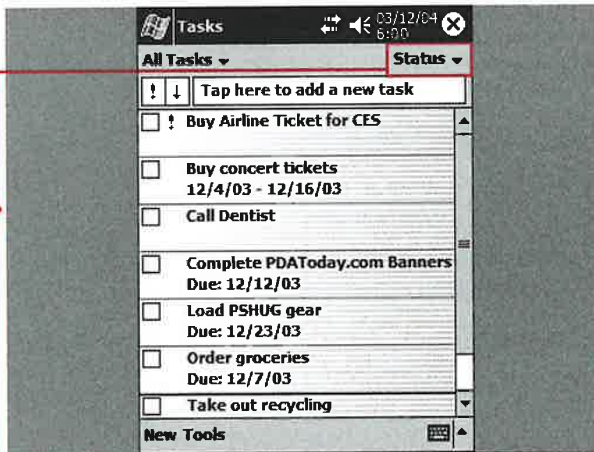 Tasks
03/12/04
6:00
All Tasks
Status
! ↓ Tap here to add a new task
! Buy Airline Ticket for CES
Buy concert tickets
12/4/03 - 12/16/03
Call Dentist
Complete PDAToday.com Banners
Due: 12/12/03
Load PSHUG gear
Due: 12/23/03
Order groceries
Due: 12/7/03
Take out recycling
New Tools